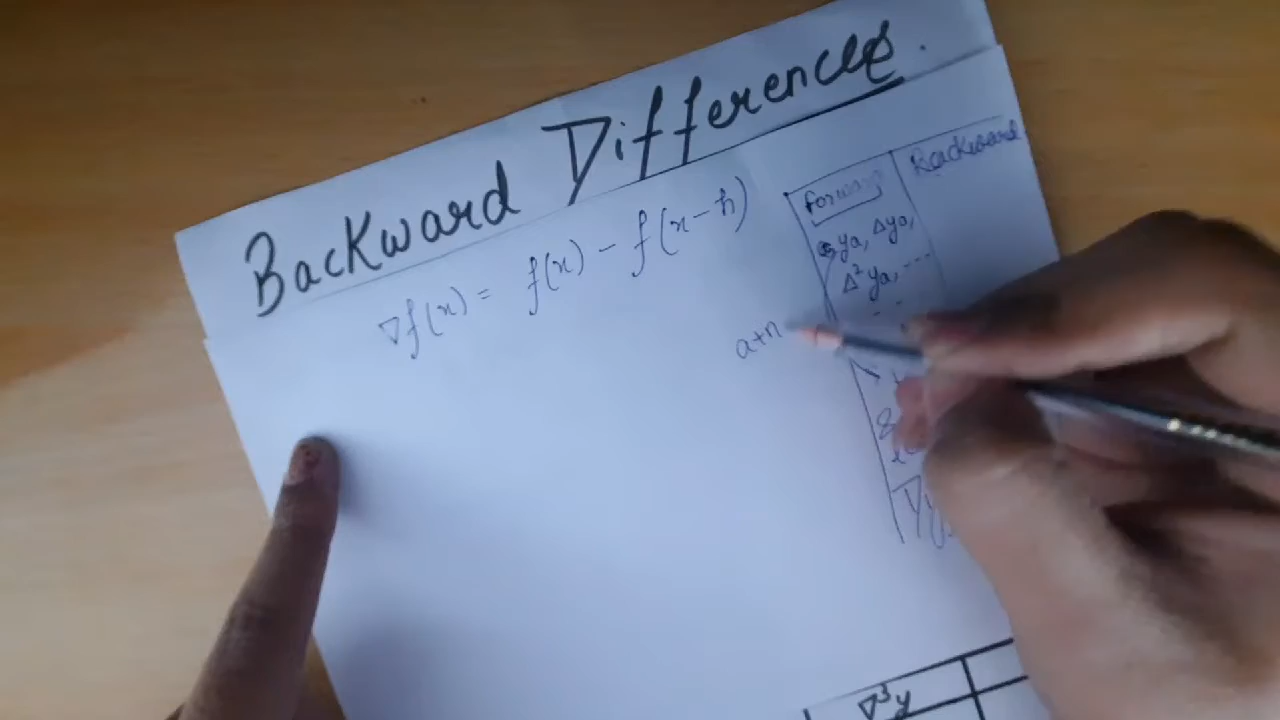 Backward Differences.
∇f(x) = f(x) - f(x-h)
a+n
forward
Backward
ya, Δya,
Δ²ya, ...
∇³y